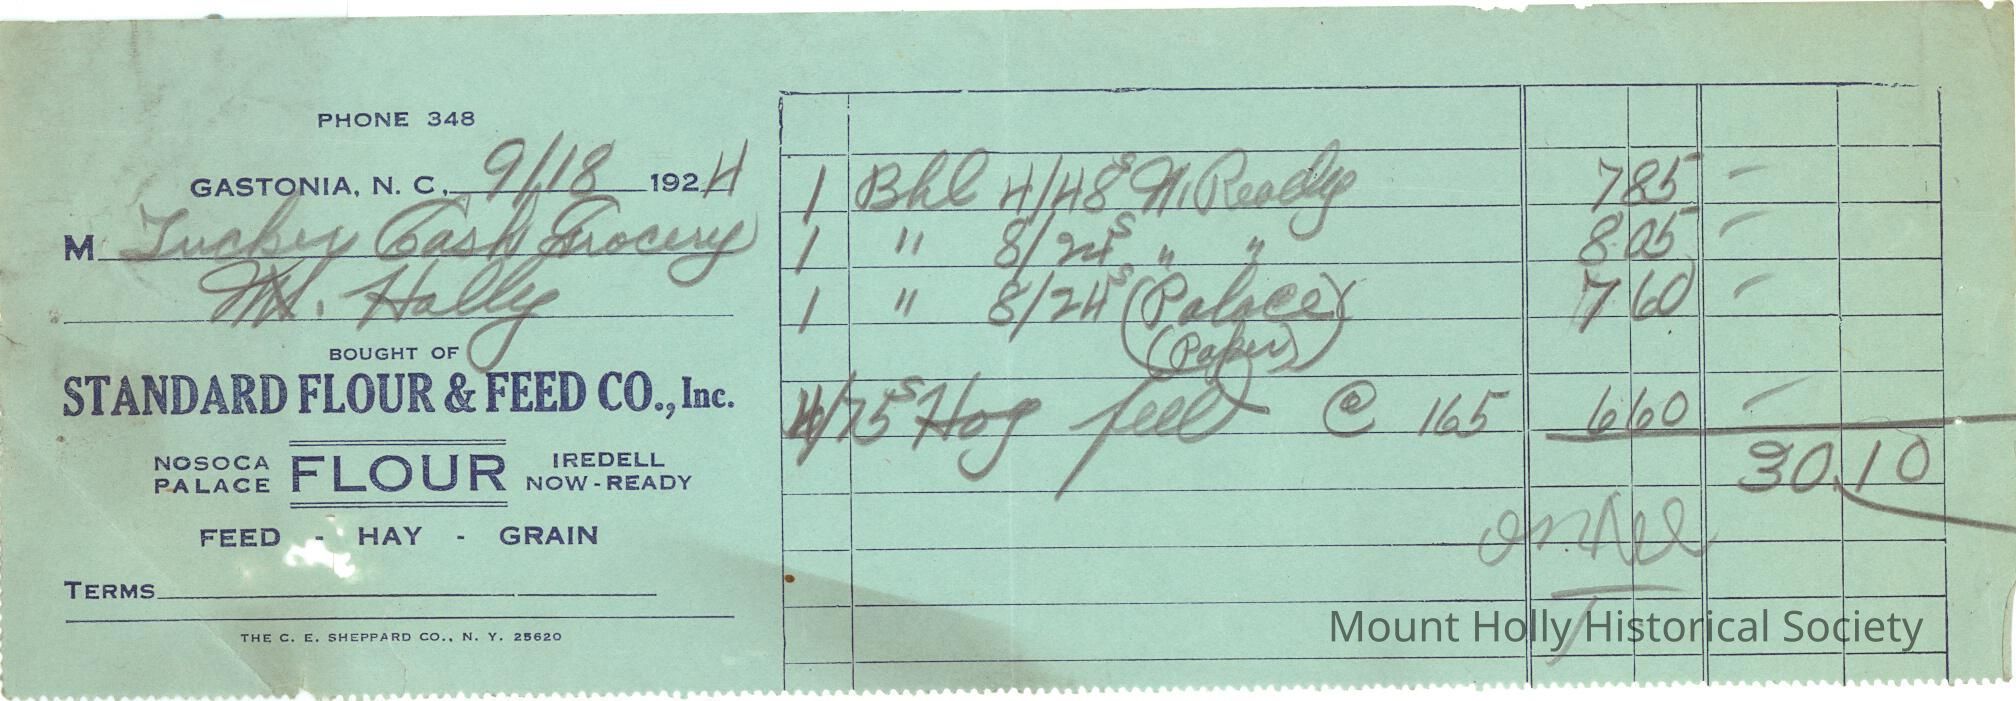 PHONE 348
GASTONIA, N. C., 9/18 1924
M Tucker Cash Grocery
Mt. Holly
BOUGHT OF
STANDARD FLOUR & FEED CO., Inc.
NOSOCA PALACE FLOUR IREDELL NOW-READY
FEED - HAY - GRAIN
TERMS
THE C. E. SHEPPARD CO., N. Y. 25620
1 Bbl 4/48s N. Ready 785 -
1 " 8/24s " " 805 -
1 " 8/24s (Palace) 760 -
(Paper)
4/75s Hog feed @ 165 660 -
30.10
Mount Holly Historical Society